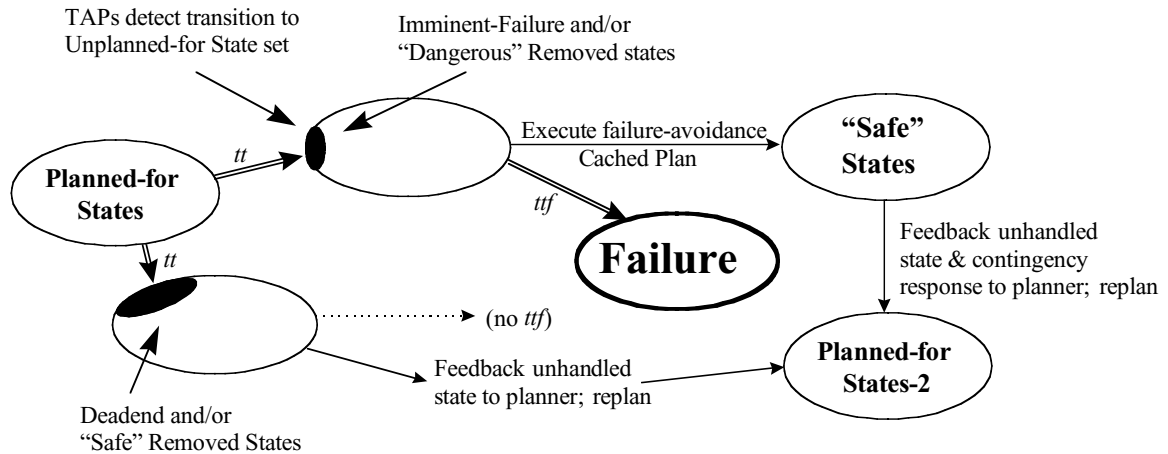 TAPs detect transition to
Unplanned-for State set
Imminent-Failure and/or
“Dangerous” Removed states
Execute failure-avoidance
Cached Plan
“Safe”
States
tt
Planned-for
States
ttf
Failure
tt
Feedback unhandled
state & contingency
response to planner; replan
(no ttf)
Feedback unhandled
state to planner; replan
Planned-for
States-2
Deadend and/or
“Safe” Removed States